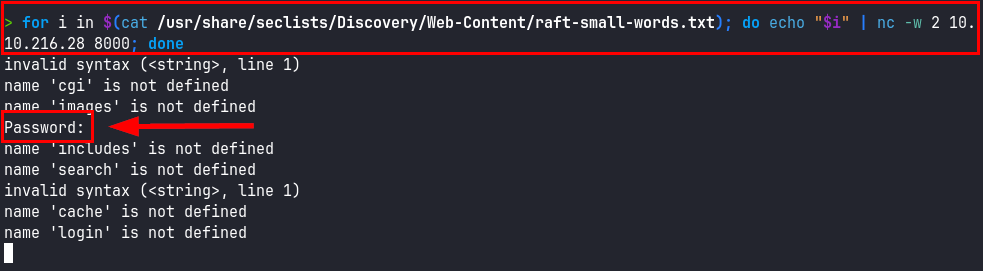 > for i in $(cat /usr/share/seclists/Discovery/Web-Content/raft-small-words.txt); do echo "$i" | nc -w 2 10.
10.216.28 8000; done
invalid syntax (<string>, line 1)
name 'cgi' is not defined
name 'images' is not defined
Password:
name 'includes' is not defined
name 'search' is not defined
invalid syntax (<string>, line 1)
name 'cache' is not defined
name 'login' is not defined